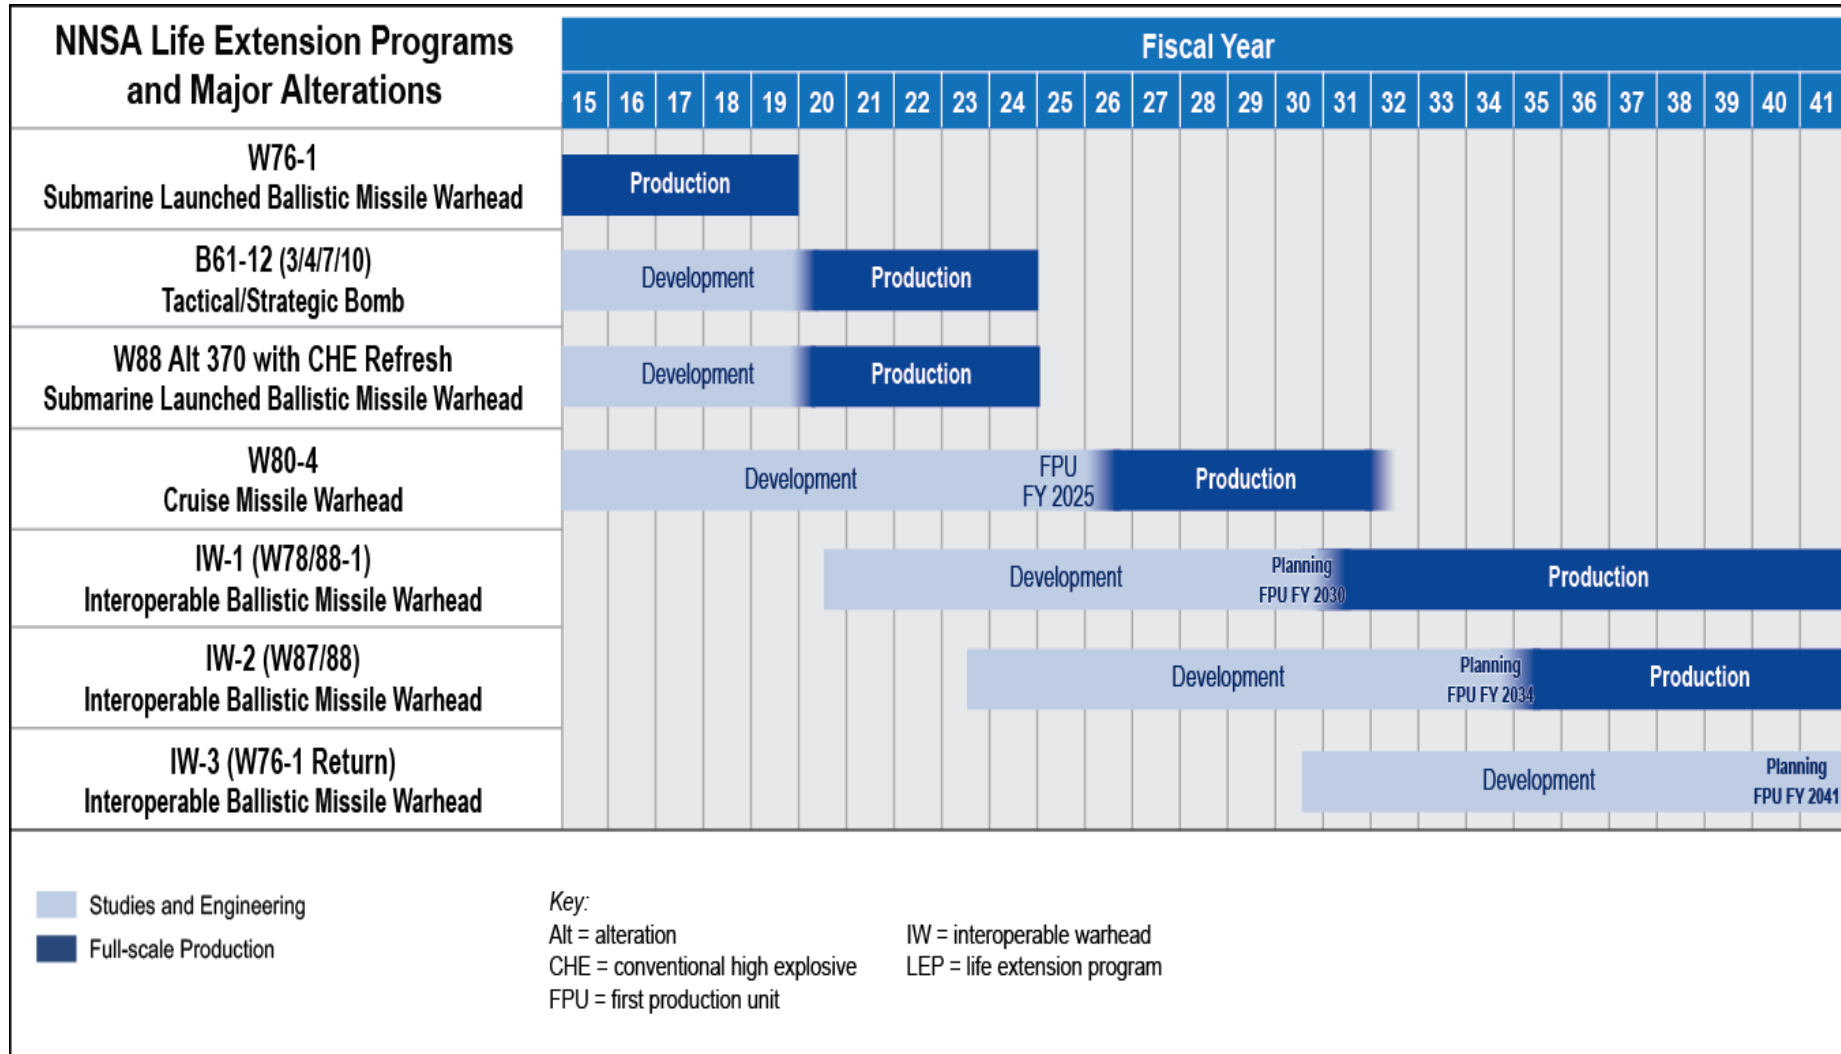 NNSA Life Extension Programs
and Major Alterations
Fiscal Year
15 16 17 18 19 20 21 22 23 24 25 26 27 28 29 30 31 32 33 34 35 36 37 38 39 40 41
W76-1
Submarine Launched Ballistic Missile Warhead
Production
B61-12 (3/4/7/10)
Tactical/Strategic Bomb
Development Production
W88 Alt 370 with CHE Refresh
Submarine Launched Ballistic Missile Warhead
Development Production
W80-4
Cruise Missile Warhead
Development
FPU
FY 2025
Production
IW-1 (W78/88-1)
Interoperable Ballistic Missile Warhead
Development
Planning
FPU FY 2030
Production
IW-2 (W87/88)
Interoperable Ballistic Missile Warhead
Development
Planning
FPU FY 2034
Production
IW-3 (W76-1 Return)
Interoperable Ballistic Missile Warhead
Development
Planning
FPU FY 2041
Studies and Engineering
Full-scale Production
Key:
Alt = alteration
CHE = conventional high explosive
FPU = first production unit
IW = interoperable warhead
LEP = life extension program